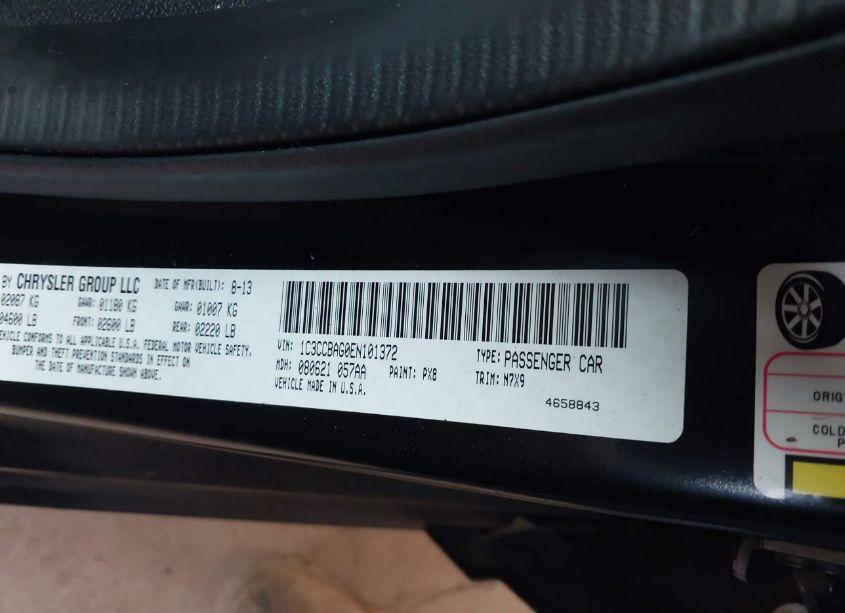 BY CHRYSLER GROUP LLC DATE OF MFR(BUILT): 8-13
02087 KG GAWR: 01180 KG GAWR: 01007 KG
04600 LB FRONT: 02600 LB REAR: 02220 LB
VEHICLE CONFORMS TO ALL APPLICABLE U.S.A. FEDERAL MOTOR VEHICLE SAFETY,
BUMPER AND THEFT PREVENTION STANDARDS IN EFFECT ON
THE DATE OF MANUFACTURE SHOWN ABOVE.
VIN: 1C3CCBAG0EN101372 TYPE: PASSENGER CAR
MDH: 080621 057AA PAINT: PX8 TRIM: N7X9
VEHICLE MADE IN U.S.A.
4658843
ORIG
COLD
P